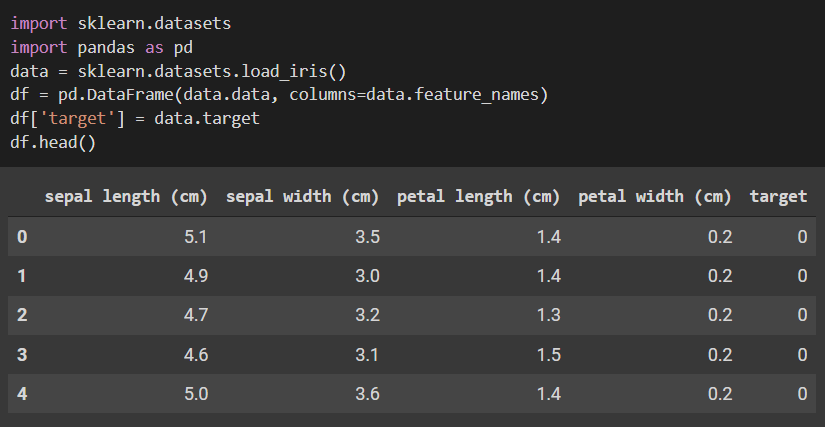 import sklearn.datasets
import pandas as pd
data = sklearn.datasets.load_iris()
df = pd.DataFrame(data.data, columns=data.feature_names)
df['target'] = data.target
df.head()
sepal length (cm) sepal width (cm) petal length (cm) petal width (cm) target
0 5.1 3.5 1.4 0.2 0
1 4.9 3.0 1.4 0.2 0
2 4.7 3.2 1.3 0.2 0
3 4.6 3.1 1.5 0.2 0
4 5.0 3.6 1.4 0.2 0